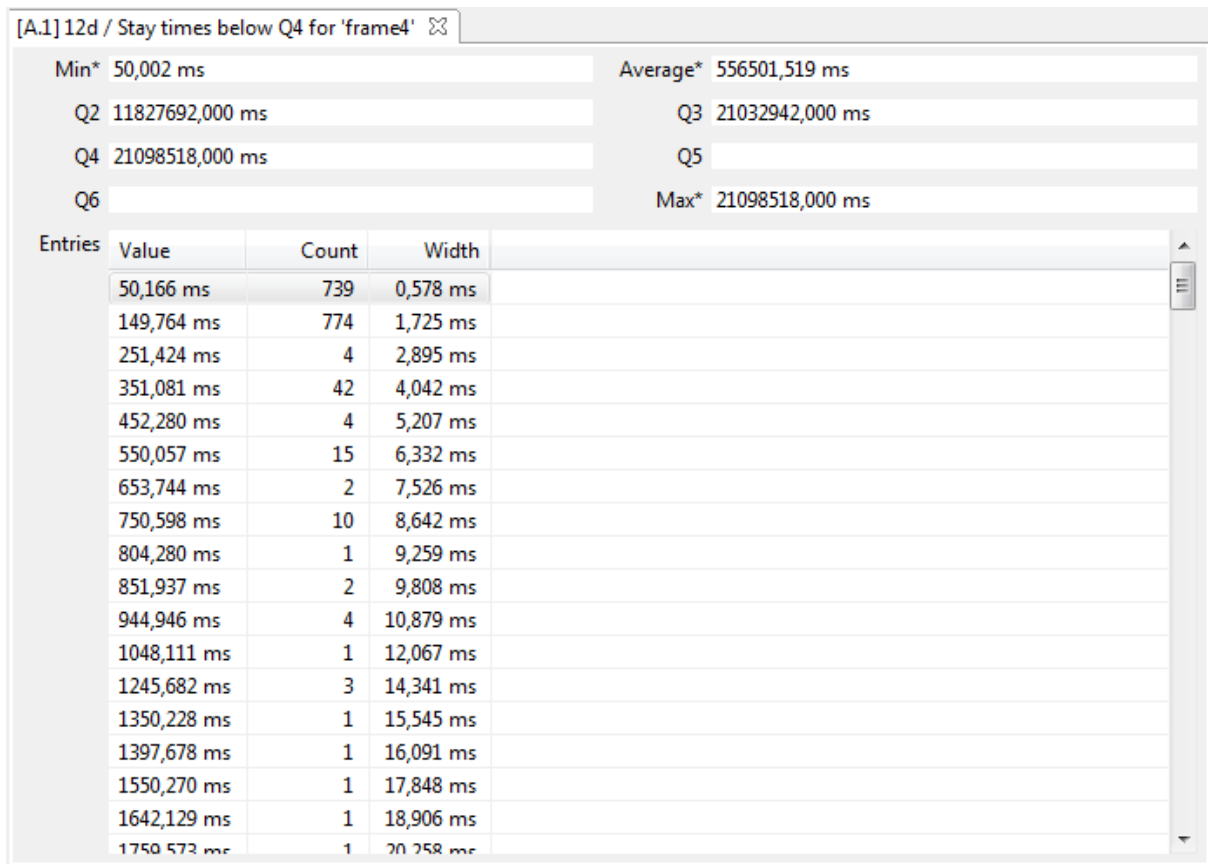 [A.1] 12d / Stay times below Q4 for 'frame4'
Min* 50,002 ms Average* 556501,519 ms
Q2 11827692,000 ms Q3 21032942,000 ms
Q4 21098518,000 ms Q5
Q6 Max* 21098518,000 ms
Entries Value Count Width
50,166 ms 739 0,578 ms
149,764 ms 774 1,725 ms
251,424 ms 4 2,895 ms
351,081 ms 42 4,042 ms
452,280 ms 4 5,207 ms
550,057 ms 15 6,332 ms
653,744 ms 2 7,526 ms
750,598 ms 10 8,642 ms
804,280 ms 1 9,259 ms
851,937 ms 2 9,808 ms
944,946 ms 4 10,879 ms
1048,111 ms 1 12,067 ms
1245,682 ms 3 14,341 ms
1350,228 ms 1 15,545 ms
1397,678 ms 1 16,091 ms
1550,270 ms 1 17,848 ms
1642,129 ms 1 18,906 ms
1759,573 ms 1 20,258 ms